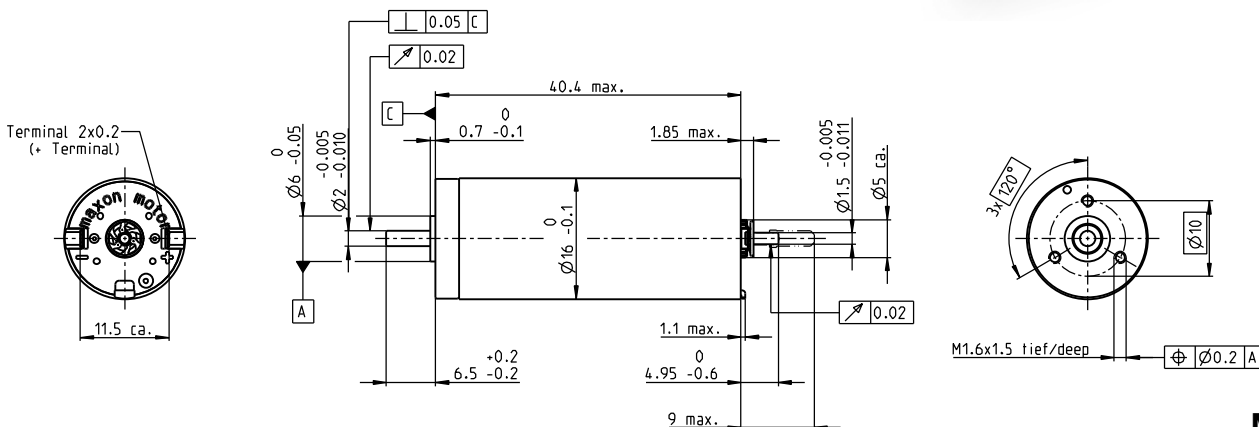 ⊥ 0.05 C
↗ 0.02
40.4 max.
C
0
0.7 -0.1
1.85 max.
Terminal 2x0.2
(+ Terminal)
0
Ø6 -0.05
-0.005
Ø2 -0.010
-0.005
Ø1.5 -0.011
Ø5 ca.
3x 120°
maxon motor
- +
0
Ø16 -0.1
Ø10
A
↗ 0.02
11.5 ca.
1.1 max.
M1.6x1.5 tief/deep
⌖ Ø0.2 A
+0.2
6.5 -0.2
0
4.95 -0.6
9 max.